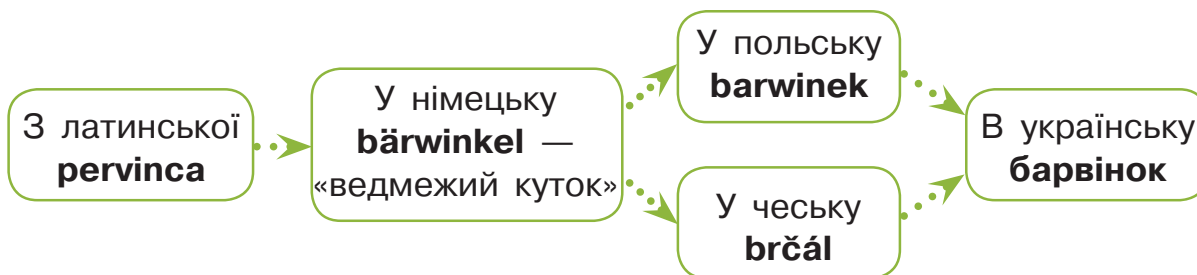 З латинської
pervinca
У німецьку
bärwinkel —
«ведмежий куток»
У польську
barwinek
У чеську
brčál
В українську
барвінок